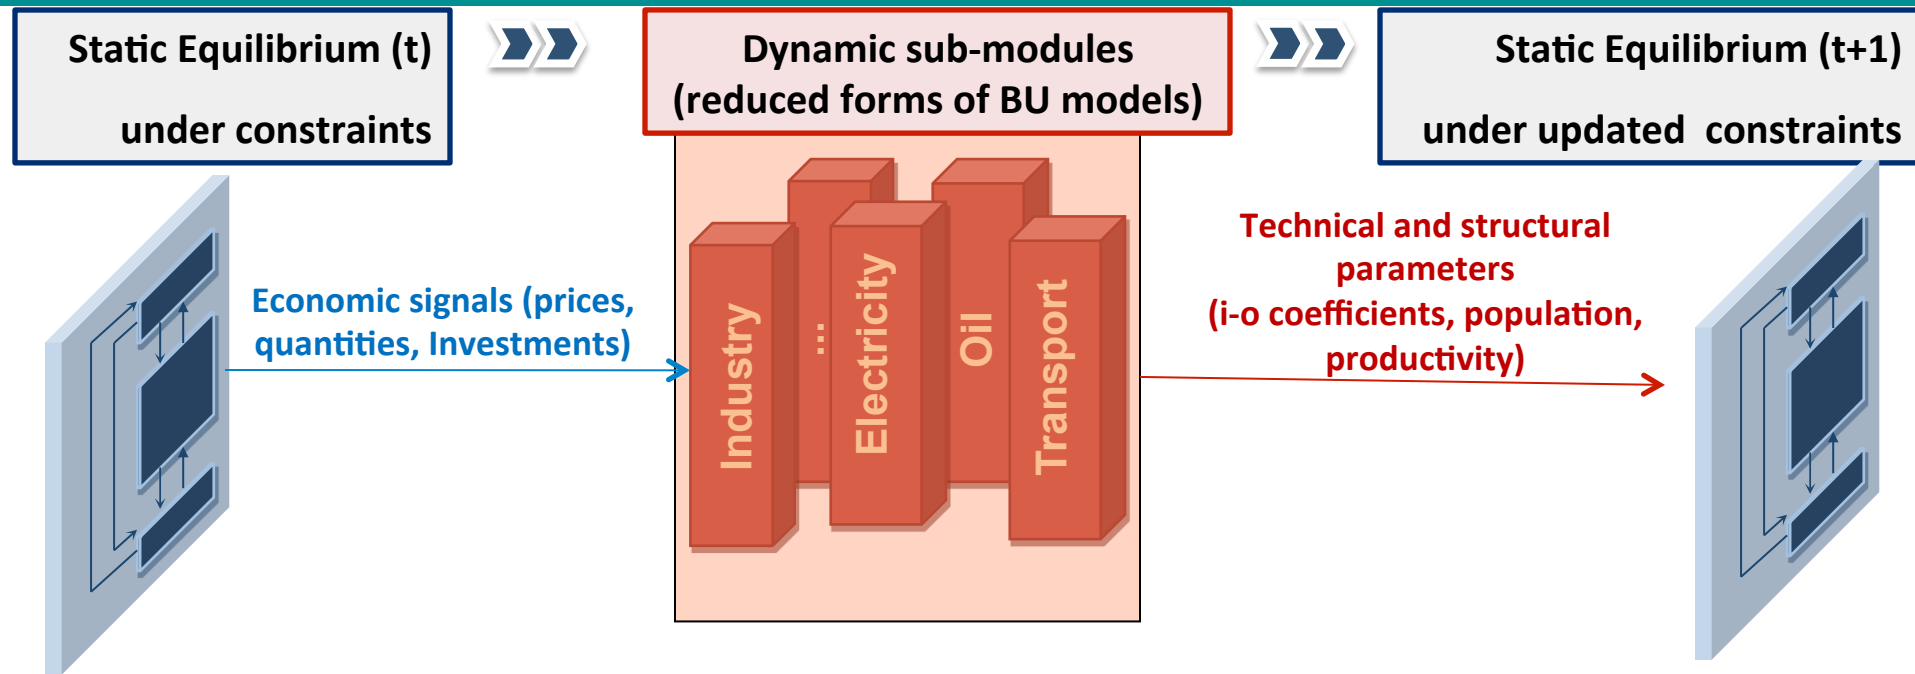 Static Equilibrium (t)
under constraints
Dynamic sub-modules
(reduced forms of BU models)
Static Equilibrium (t+1)
under updated  constraints
Economic signals (prices,
quantities, Investments)
Industry
...
Electricity
Oil
Transport
Technical and structural
parameters
(i-o coefficients, population,
productivity)